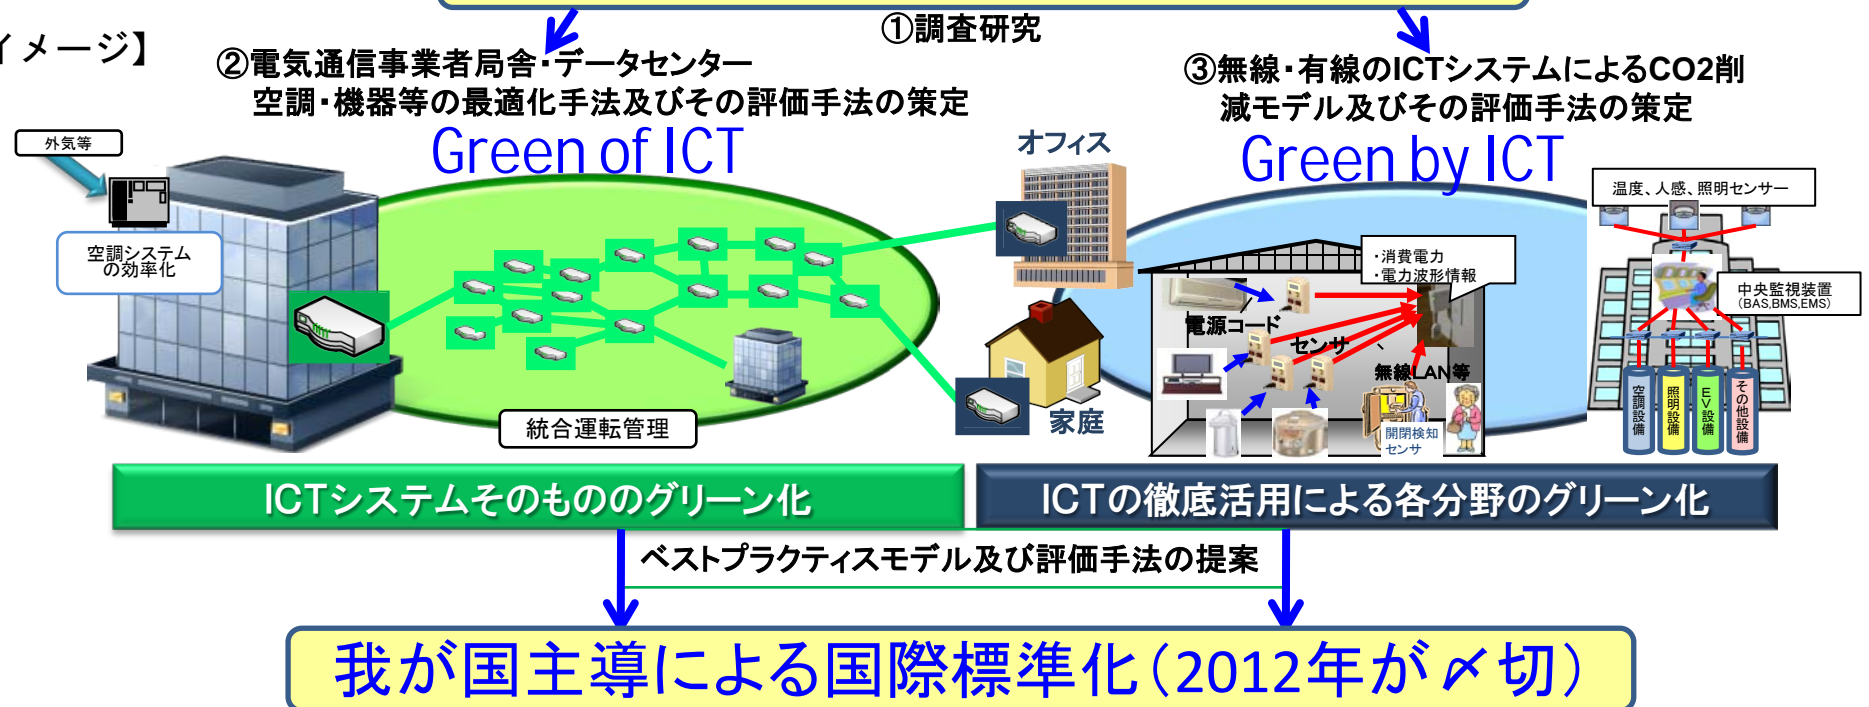 ①調査研究
イメージ】
②電気通信事業者局舎・データセンター
空調・機器等の最適化手法及びその評価手法の策定
③無線・有線のICTシステムによるCO2削
減モデル及びその評価手法の策定
Green of ICT
Green by ICT
外気等
空調システム
の効率化
統合運転管理
オフィス
家庭
・消費電力
・電力波形情報
電源コード
センサ
無線LAN等
開閉検知
センサ
温度、人感、照明センサー
中央監視装置
(BAS,BMS,EMS)
空調設備
照明設備
EV設備
その他設備
ICTシステムそのもののグリーン化
ICTの徹底活用による各分野のグリーン化
ベストプラクティスモデル及び評価手法の提案
我が国主導による国際標準化(2012年が〆切)